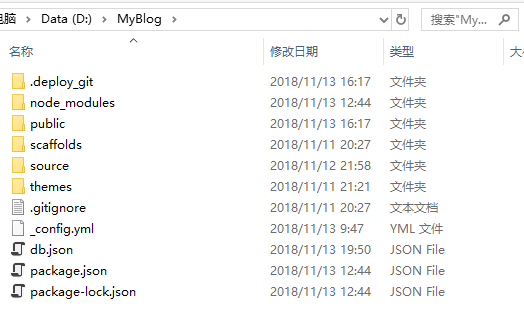 电脑 > Data (D:) > MyBlog >
搜索"My...
名称 修改日期 类型 大
.deploy_git 2018/11/13 16:17 文件夹
node_modules 2018/11/13 12:44 文件夹
public 2018/11/13 16:17 文件夹
scaffolds 2018/11/11 20:27 文件夹
source 2018/11/12 21:58 文件夹
themes 2018/11/11 21:21 文件夹
.gitignore 2018/11/11 20:27 文本文档
_config.yml 2018/11/13 9:47 YML 文件
db.json 2018/11/13 19:50 JSON File
package.json 2018/11/13 12:44 JSON File
package-lock.json 2018/11/13 12:44 JSON File